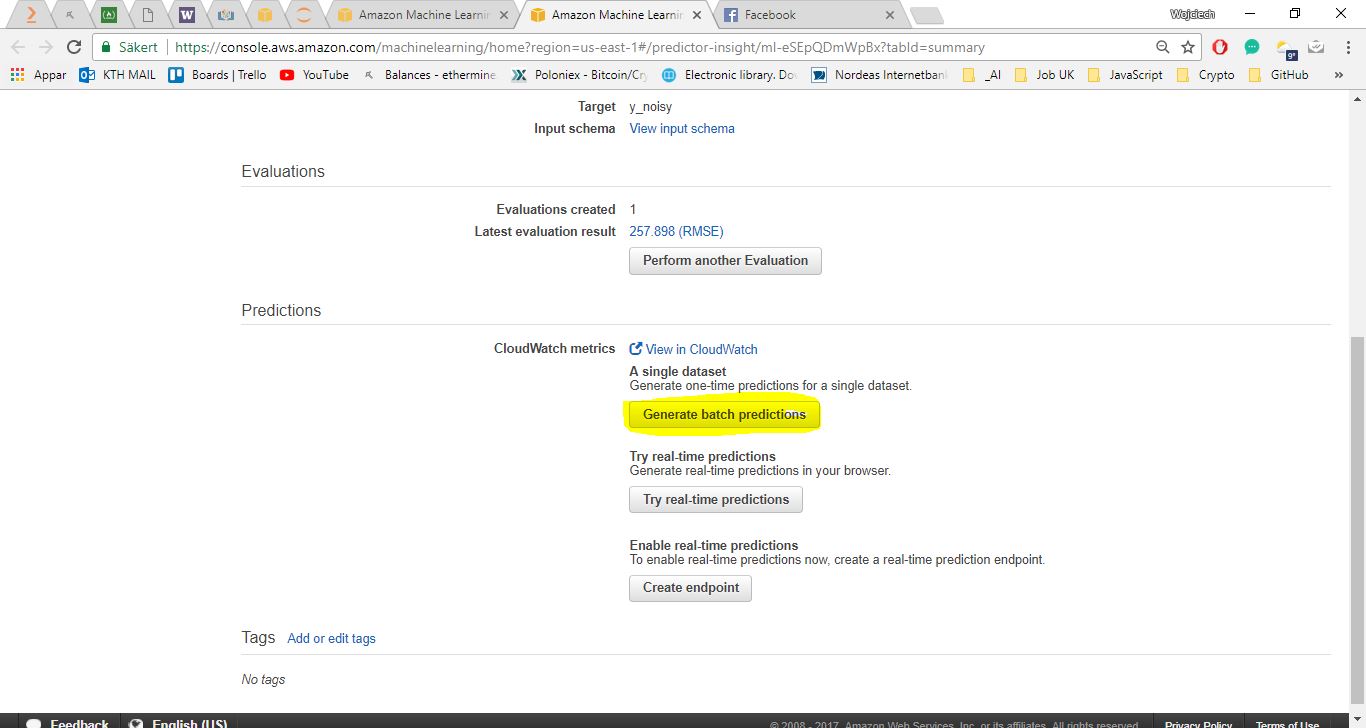 Amazon Machine Learnin
Amazon Machine Learnin
Facebook
Wojciech
Säkert
https://console.aws.amazon.com/machinelearning/home?region=us-east-1#/predictor-insight/ml-eSEpQDmWpBx?tabId=summary
9°
Appar
KTH MAIL
Boards | Trello
YouTube
Balances - ethermine
Poloniex - Bitcoin/Cry
Electronic library. Do
Nordeas Internetban
_AI
Job UK
JavaScript
Crypto
GitHub
»
Target y_noisy
Input schema View input schema
Evaluations
Evaluations created 1
Latest evaluation result 257.898 (RMSE)
Perform another Evaluation
Predictions
CloudWatch metrics View in CloudWatch
A single dataset
Generate one-time predictions for a single dataset.
Generate batch predictions
Try real-time predictions
Generate real-time predictions in your browser.
Try real-time predictions
Enable real-time predictions
To enable real-time predictions now, create a real-time prediction endpoint.
Create endpoint
Tags Add or edit tags
No tags
Feedback English (US)
© 2008 - 2017, Amazon Web Services, Inc. or its affiliates. All rights reserved.
Privacy Policy
Terms of Use